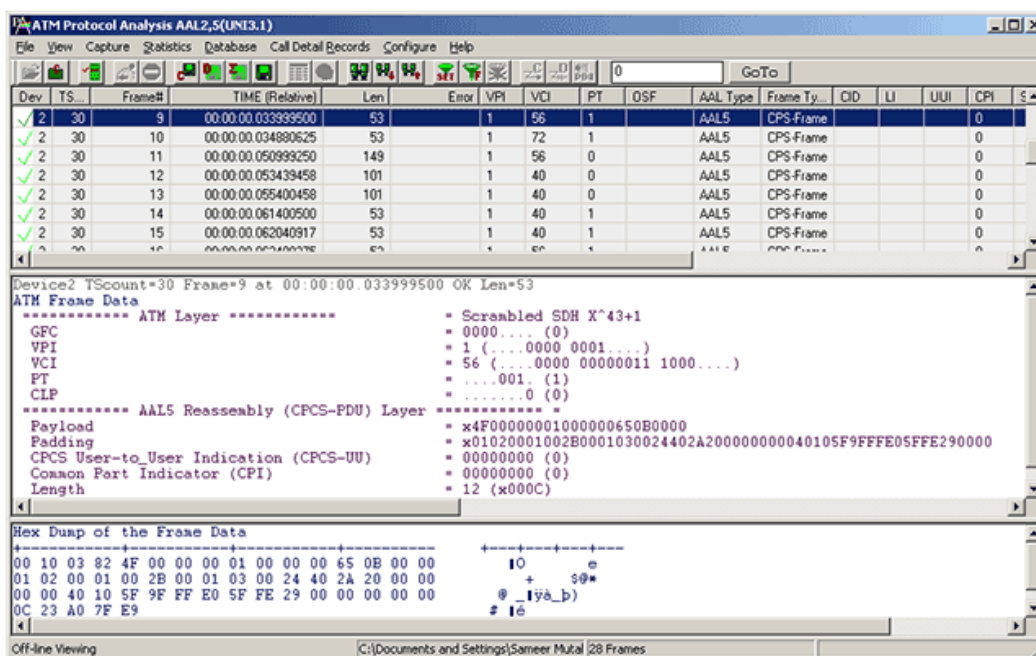 ATM Protocol Analysis AAL2,5(UNI3.1)
File View Capture Statistics Database Call Detail Records Configure Help
SET 0 GoTo
Dev TS... Frame# TIME (Relative) Len Error VPI VCI PT OSF AAL Type Frame Ty... CID LI UUI CPI S
2 30 9 00:00:00.033999500 53 1 56 1 AAL5 CPS-Frame 0
2 30 10 00:00:00.034880625 53 1 72 1 AAL5 CPS-Frame 0
2 30 11 00:00:00.050999250 149 1 56 0 AAL5 CPS-Frame 0
2 30 12 00:00:00.053439458 101 1 40 0 AAL5 CPS-Frame 0
2 30 13 00:00:00.055400458 101 1 40 0 AAL5 CPS-Frame 0
2 30 14 00:00:00.061400500 53 1 40 1 AAL5 CPS-Frame 0
2 30 15 00:00:00.062040917 53 1 40 1 AAL5 CPS-Frame 0
Device2 TScount=30 Frame=9 at 00:00:00.033999500 OK Len=53
ATM Frame Data
============ ATM Layer ============ = Scrambled SDH X^43+1
GFC = 0000.... (0)
VPI = 1 (....0000 0001....)
VCI = 56 (....0000 00000011 1000....)
PT = ....001. (1)
CLP = .......0 (0)
============ AAL5 Reassembly (CPCS-PDU) Layer ============ =
Payload = x4F00000001000000650B0000
Padding = x01020001002B0001030024402A200000000040105F9FFFE05FFE290000
CPCS User-to_User Indication (CPCS-UU) = 00000000 (0)
Common Part Indicator (CPI) = 00000000 (0)
Length = 12 (x000C)
Hex Dump of the Frame Data
+-----------+-----------+-----------+----------- +----+----+----+---
00 10 03 82 4F 00 00 00 01 00 00 00 65 0B 00 00 O e
01 02 00 01 00 2B 00 01 03 00 24 40 2A 20 00 00 + $@*
00 00 40 10 5F 9F FF E0 5F FE 29 00 00 00 00 00 @ _ ÿà_þ)
0C 23 A0 7F E9 # é
Off-line Viewing C:\Documents and Settings\Sameer Mutal 28 Frames